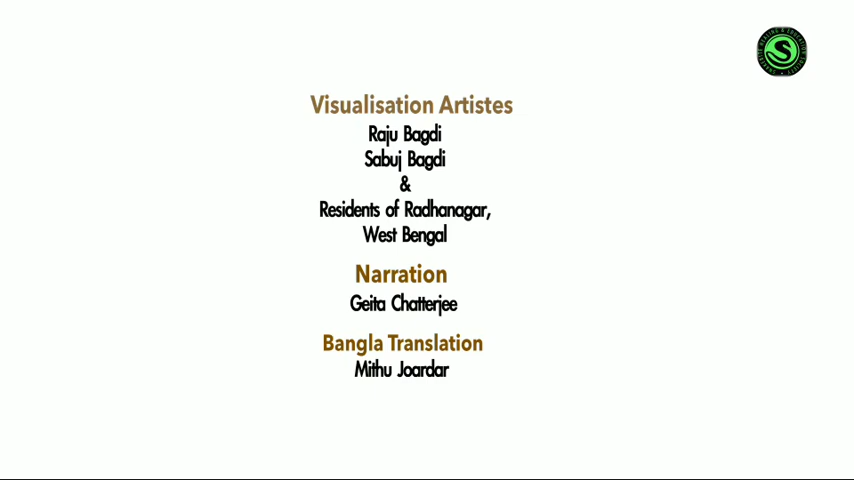 Visualisation Artistes
Raju Bagdi
Sabuj Bagdi
&
Residents of Radhanagar,
West Bengal
Narration
Geita Chatterjee
Bangla Translation
Mithu Joardar